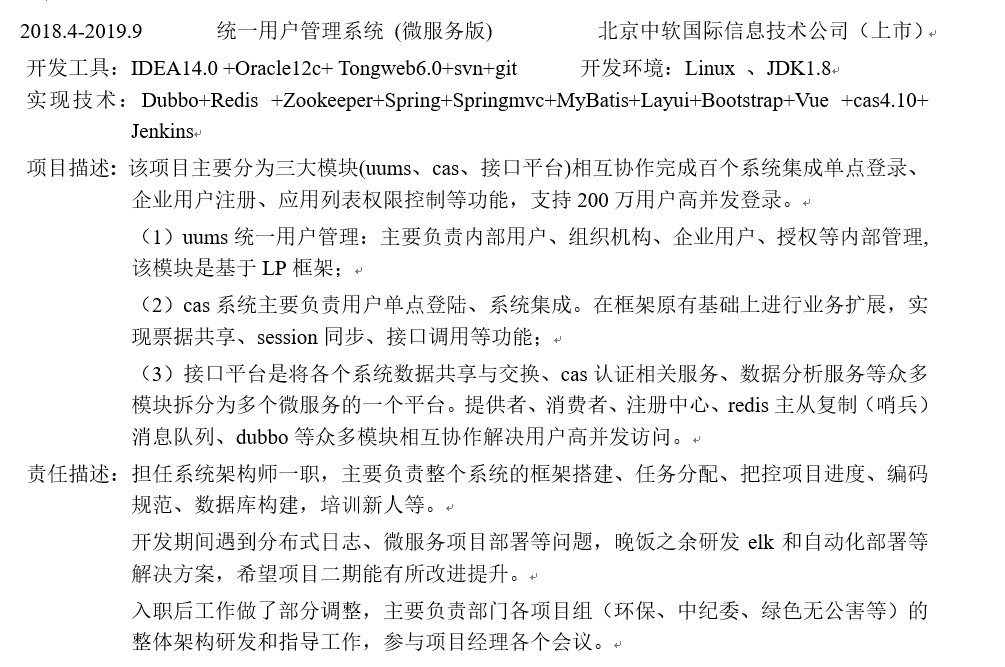 2018.4-2019.9 统一用户管理系统 (微服务版) 北京中软国际信息技术公司（上市）
开发工具：IDEA14.0 +Oracle12c+ Tongweb6.0+svn+git 开发环境：Linux 、JDK1.8
实现技术：Dubbo+Redis +Zookeeper+Spring+Springmvc+MyBatis+Layui+Bootstrap+Vue +cas4.10+
Jenkins
项目描述：该项目主要分为三大模块(uums、cas、接口平台)相互协作完成百个系统集成单点登录、
企业用户注册、应用列表权限控制等功能，支持 200 万用户高并发登录。
（1）uums 统一用户管理：主要负责内部用户、组织机构、企业用户、授权等内部管理,
该模块是基于 LP 框架；
（2）cas 系统主要负责用户单点登陆、系统集成。在框架原有基础上进行业务扩展，实
现票据共享、session 同步、接口调用等功能；
（3）接口平台是将各个系统数据共享与交换、cas 认证相关服务、数据分析服务等众多
模块拆分为多个微服务的一个平台。提供者、消费者、注册中心、redis 主从复制（哨兵）
消息队列、dubbo 等众多模块相互协作解决用户高并发访问。
责任描述：担任系统架构师一职，主要负责整个系统的框架搭建、任务分配、把控项目进度、编码
规范、数据库构建，培训新人等。
开发期间遇到分布式日志、微服务项目部署等问题，晚饭之余研发 elk 和自动化部署等
解决方案，希望项目二期能有所改进提升。
入职后工作做了部分调整，主要负责部门各项目组（环保、中纪委、绿色无公害等）的
整体架构研发和指导工作，参与项目经理各个会议。